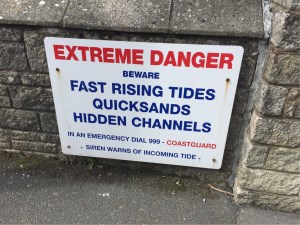 EXTREME DANGER
BEWARE
FAST RISING TIDES
QUICKSANDS
HIDDEN CHANNELS
IN AN EMERGENCY DIAL 999 - COASTGUARD
- SIREN WARNS OF INCOMING TIDE -